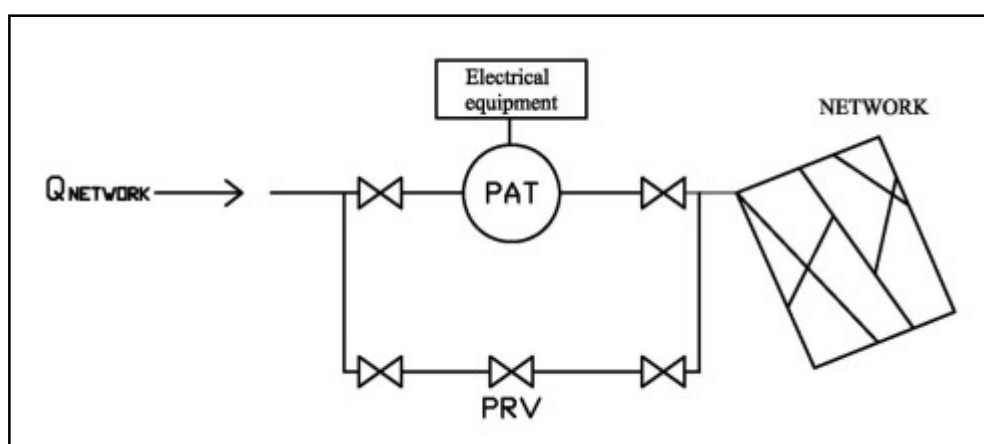 Electrical
equipment
NETWORK
QNETWORK
PAT
PRV